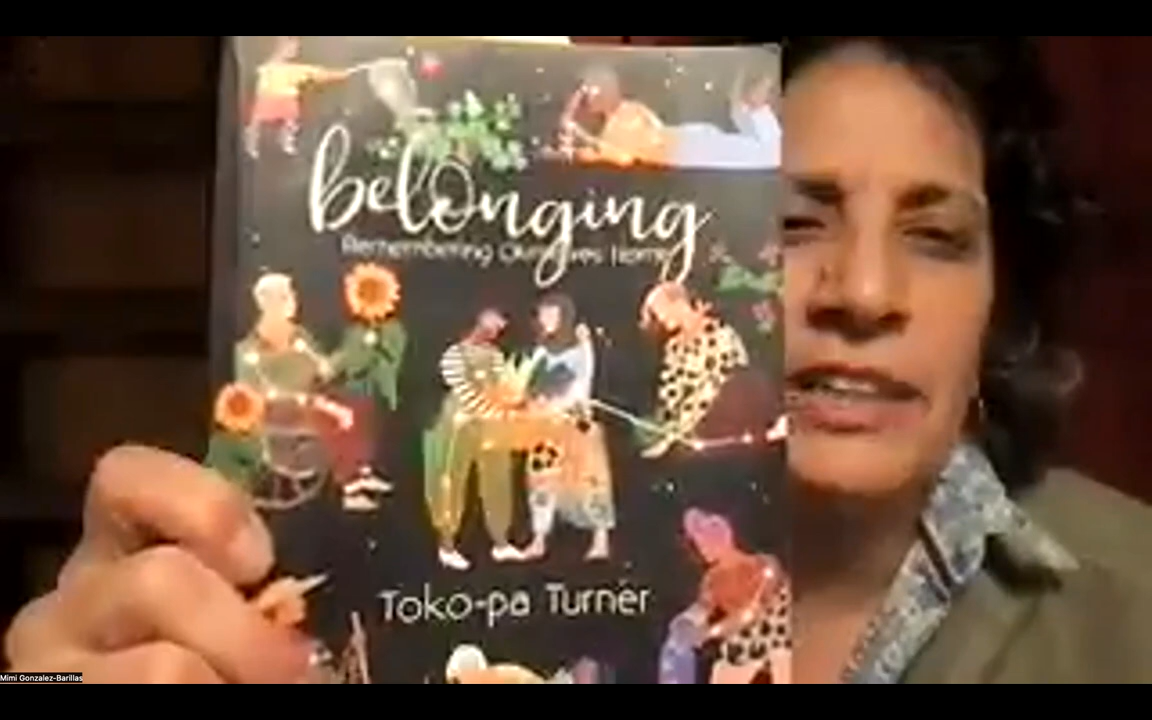 belonging
Remembering Ourselves Home
Toko-pa Turner
Mimi Gonzalez-Barillas